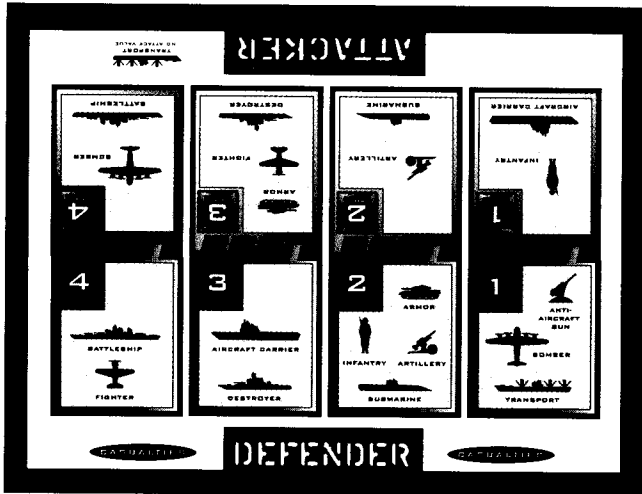 ATTACKER
TRANSPORT
NO ATTACK VALUE
BATTLESHIP
BOMBER
4
DESTROYER
FIGHTER
ARMOR
3
SUBMARINE
ARTILLERY
2
AIRCRAFT CARRIER
INFANTRY
1
4
BATTLESHIP
FIGHTER
3
AIRCRAFT CARRIER
DESTROYER
2
ARMOR
INFANTRY
ARTILLERY
SUBMARINE
1
ANTI-
AIRCRAFT
GUN
BOMBER
TRANSPORT
CASUALTIES
DEFENDER
CASUALTIES